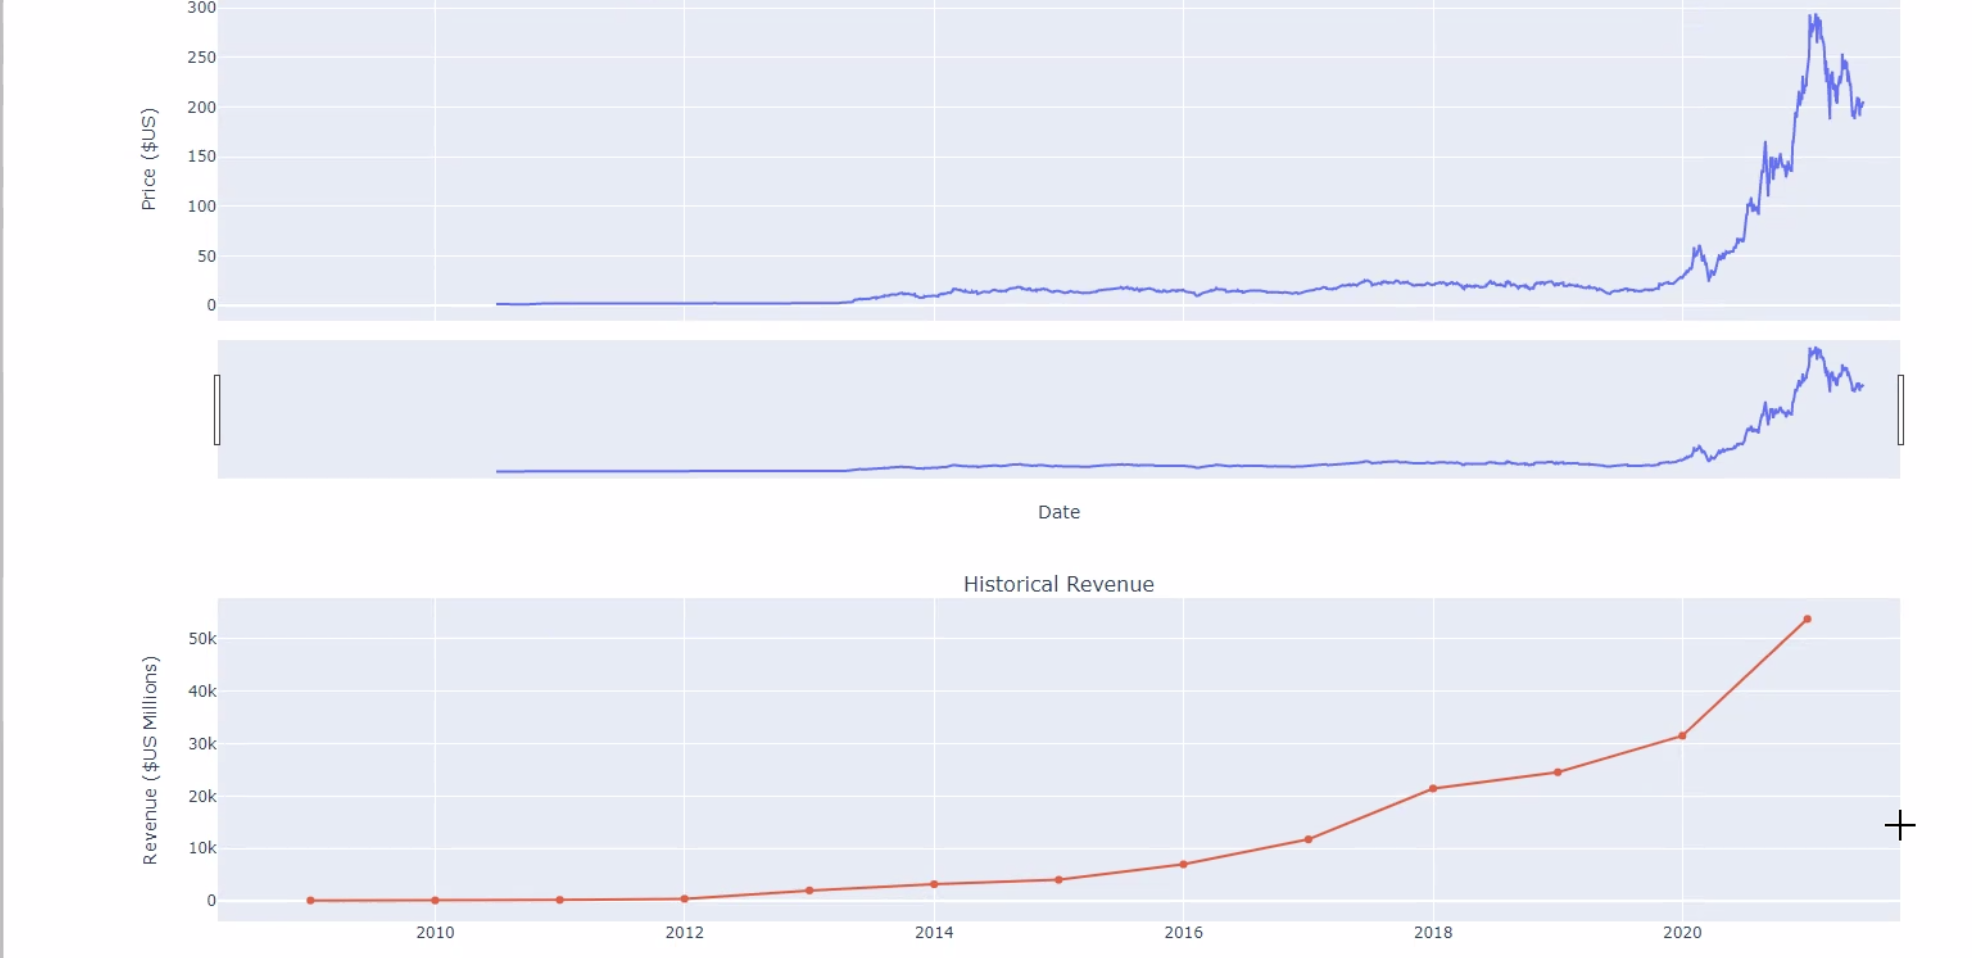 300
250
200
150
100
50
0
Price ($US)
Date
Historical Revenue
50k
40k
30k
20k
10k
0
Revenue ($US Millions)
2010 2012 2014 2016 2018 2020